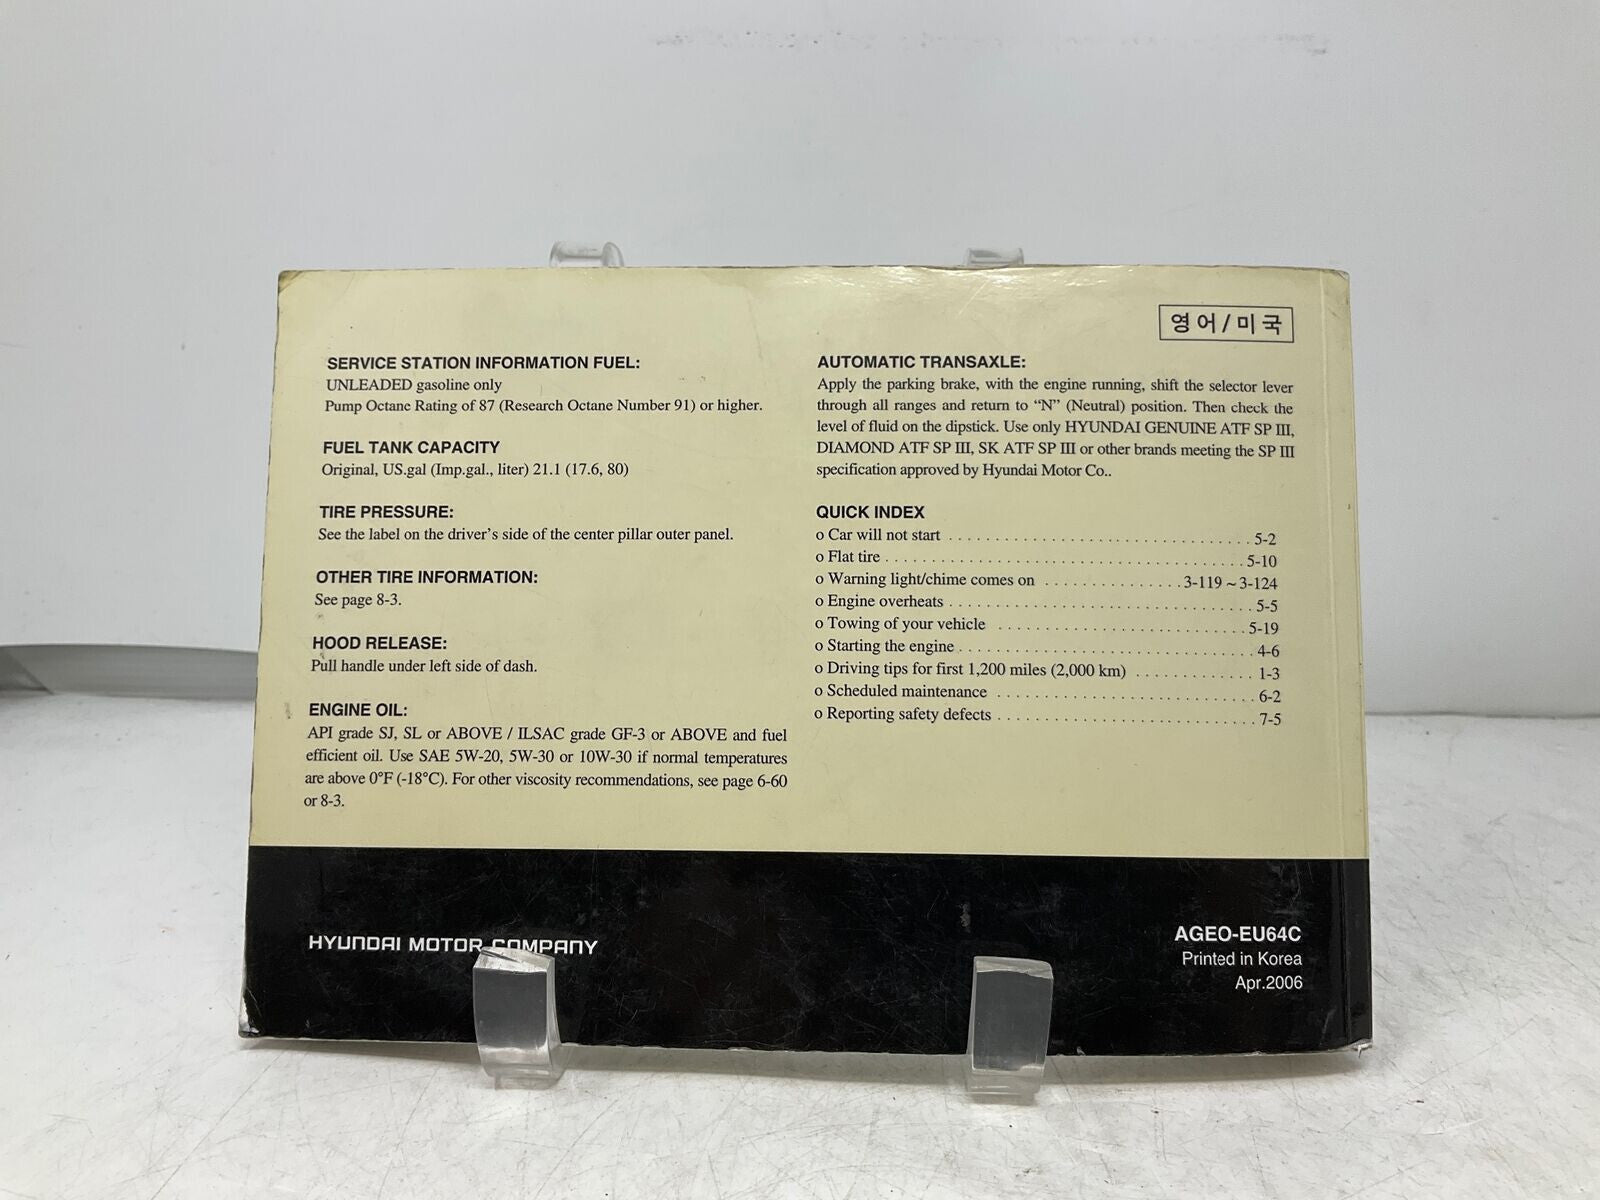 영어/미국
SERVICE STATION INFORMATION FUEL:
UNLEADED gasoline only
Pump Octane Rating of 87 (Research Octane Number 91) or higher.
FUEL TANK CAPACITY
Original, US.gal (Imp.gal., liter) 21.1 (17.6, 80)
TIRE PRESSURE:
See the label on the driver's side of the center pillar outer panel.
OTHER TIRE INFORMATION:
See page 8-3.
HOOD RELEASE:
Pull handle under left side of dash.
ENGINE OIL:
API grade SJ, SL or ABOVE / ILSAC grade GF-3 or ABOVE and fuel
efficient oil. Use SAE 5W-20, 5W-30 or 10W-30 if normal temperatures
are above 0°F (-18°C). For other viscosity recommendations, see page 6-60
or 8-3.
AUTOMATIC TRANSAXLE:
Apply the parking brake, with the engine running, shift the selector lever
through all ranges and return to “N” (Neutral) position. Then check the
level of fluid on the dipstick. Use only HYUNDAI GENUINE ATF SP III,
DIAMOND ATF SP III, SK ATF SP III or other brands meeting the SP III
specification approved by Hyundai Motor Co..
QUICK INDEX
o Car will not start . . . . . . . . . . . . . . . . . . . . . . . . . . . . . . . . . 5-2
o Flat tire . . . . . . . . . . . . . . . . . . . . . . . . . . . . . . . . . . . . . . . 5-10
o Warning light/chime comes on . . . . . . . . . . . . . . . 3-119 ~ 3-124
o Engine overheats . . . . . . . . . . . . . . . . . . . . . . . . . . . . . . . . . 5-5
o Towing of your vehicle . . . . . . . . . . . . . . . . . . . . . . . . . . . 5-19
o Starting the engine . . . . . . . . . . . . . . . . . . . . . . . . . . . . . . . . 4-6
o Driving tips for first 1,200 miles (2,000 km) . . . . . . . . . . . . . 1-3
o Scheduled maintenance . . . . . . . . . . . . . . . . . . . . . . . . . . . . 6-2
o Reporting safety defects . . . . . . . . . . . . . . . . . . . . . . . . . . . . 7-5
HYUNDAI MOTOR COMPANY
AGEO-EU64C
Printed in Korea
Apr.2006